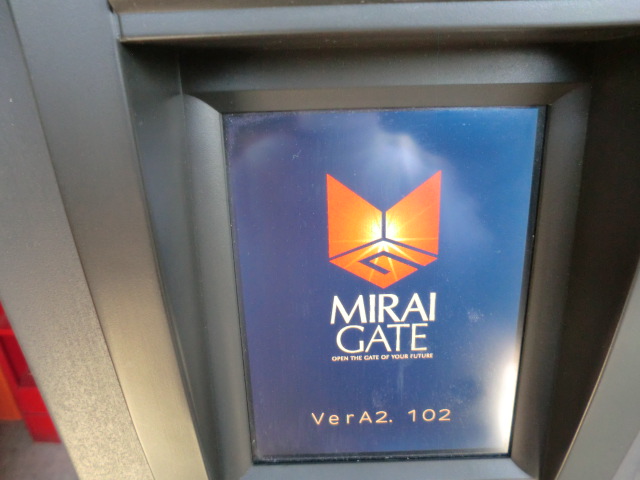 MIRAI
GATE
OPEN THE GATE OF YOUR FUTURE
VerA2. 102